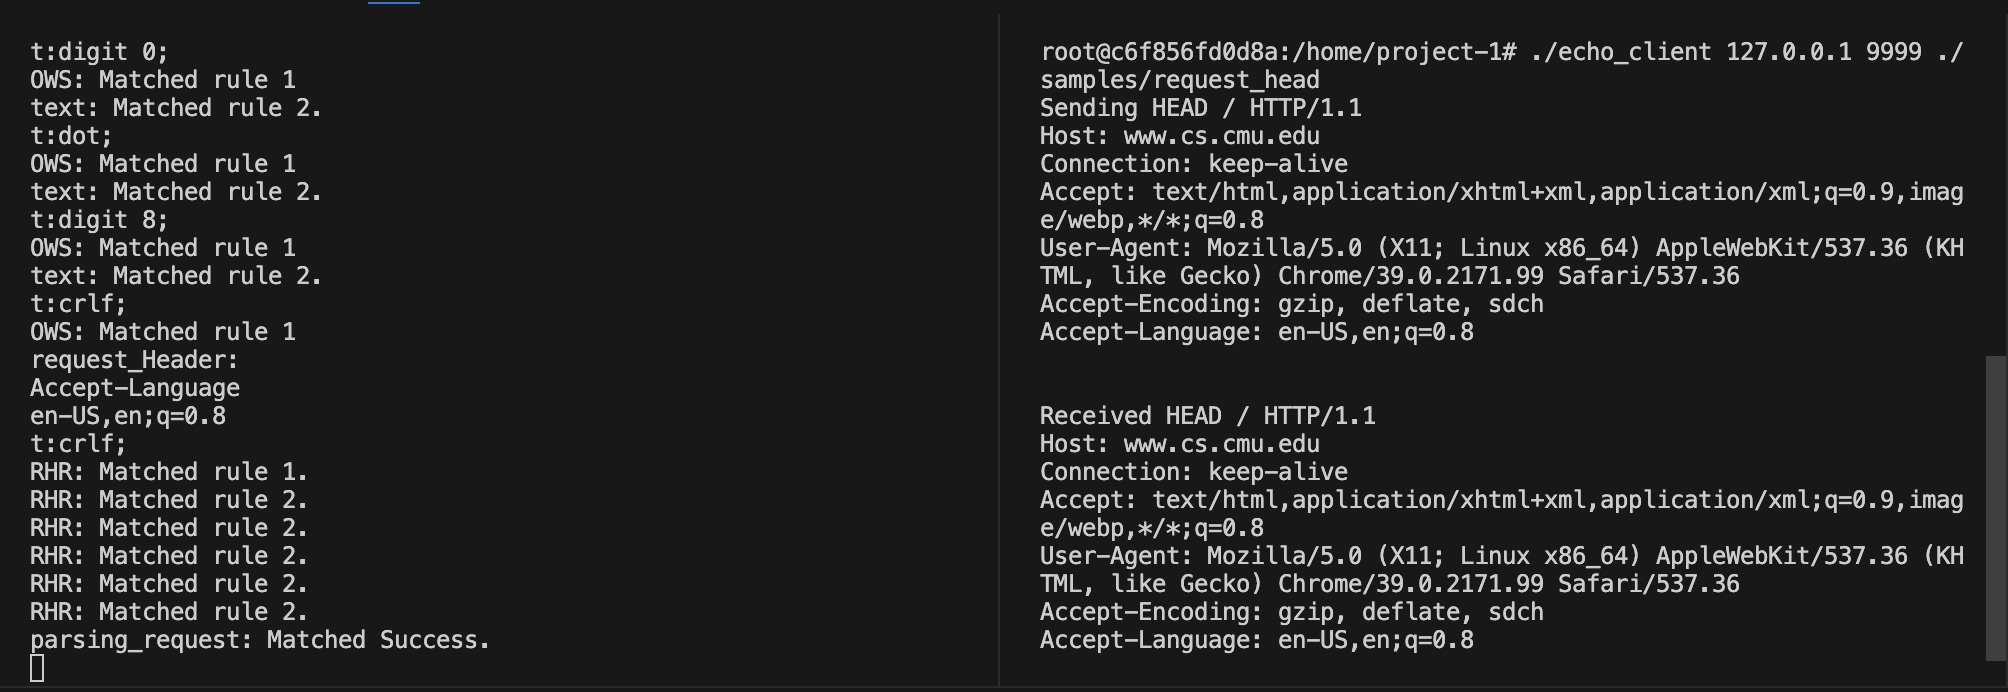 t:digit 0;
OWS: Matched rule 1
text: Matched rule 2.
t:dot;
OWS: Matched rule 1
text: Matched rule 2.
t:digit 8;
OWS: Matched rule 1
text: Matched rule 2.
t:crlf;
OWS: Matched rule 1
request_Header:
Accept-Language
en-US,en;q=0.8
t:crlf;
RHR: Matched rule 1.
RHR: Matched rule 2.
RHR: Matched rule 2.
RHR: Matched rule 2.
RHR: Matched rule 2.
RHR: Matched rule 2.
parsing_request: Matched Success.
root@c6f856fd0d8a:/home/project-1# ./echo_client 127.0.0.1 9999 ./
samples/request_head
Sending HEAD / HTTP/1.1
Host: www.cs.cmu.edu
Connection: keep-alive
Accept: text/html,application/xhtml+xml,application/xml;q=0.9,imag
e/webp,*/*;q=0.8
User-Agent: Mozilla/5.0 (X11; Linux x86_64) AppleWebKit/537.36 (KH
TML, like Gecko) Chrome/39.0.2171.99 Safari/537.36
Accept-Encoding: gzip, deflate, sdch
Accept-Language: en-US,en;q=0.8
Received HEAD / HTTP/1.1
Host: www.cs.cmu.edu
Connection: keep-alive
Accept: text/html,application/xhtml+xml,application/xml;q=0.9,imag
e/webp,*/*;q=0.8
User-Agent: Mozilla/5.0 (X11; Linux x86_64) AppleWebKit/537.36 (KH
TML, like Gecko) Chrome/39.0.2171.99 Safari/537.36
Accept-Encoding: gzip, deflate, sdch
Accept-Language: en-US,en;q=0.8